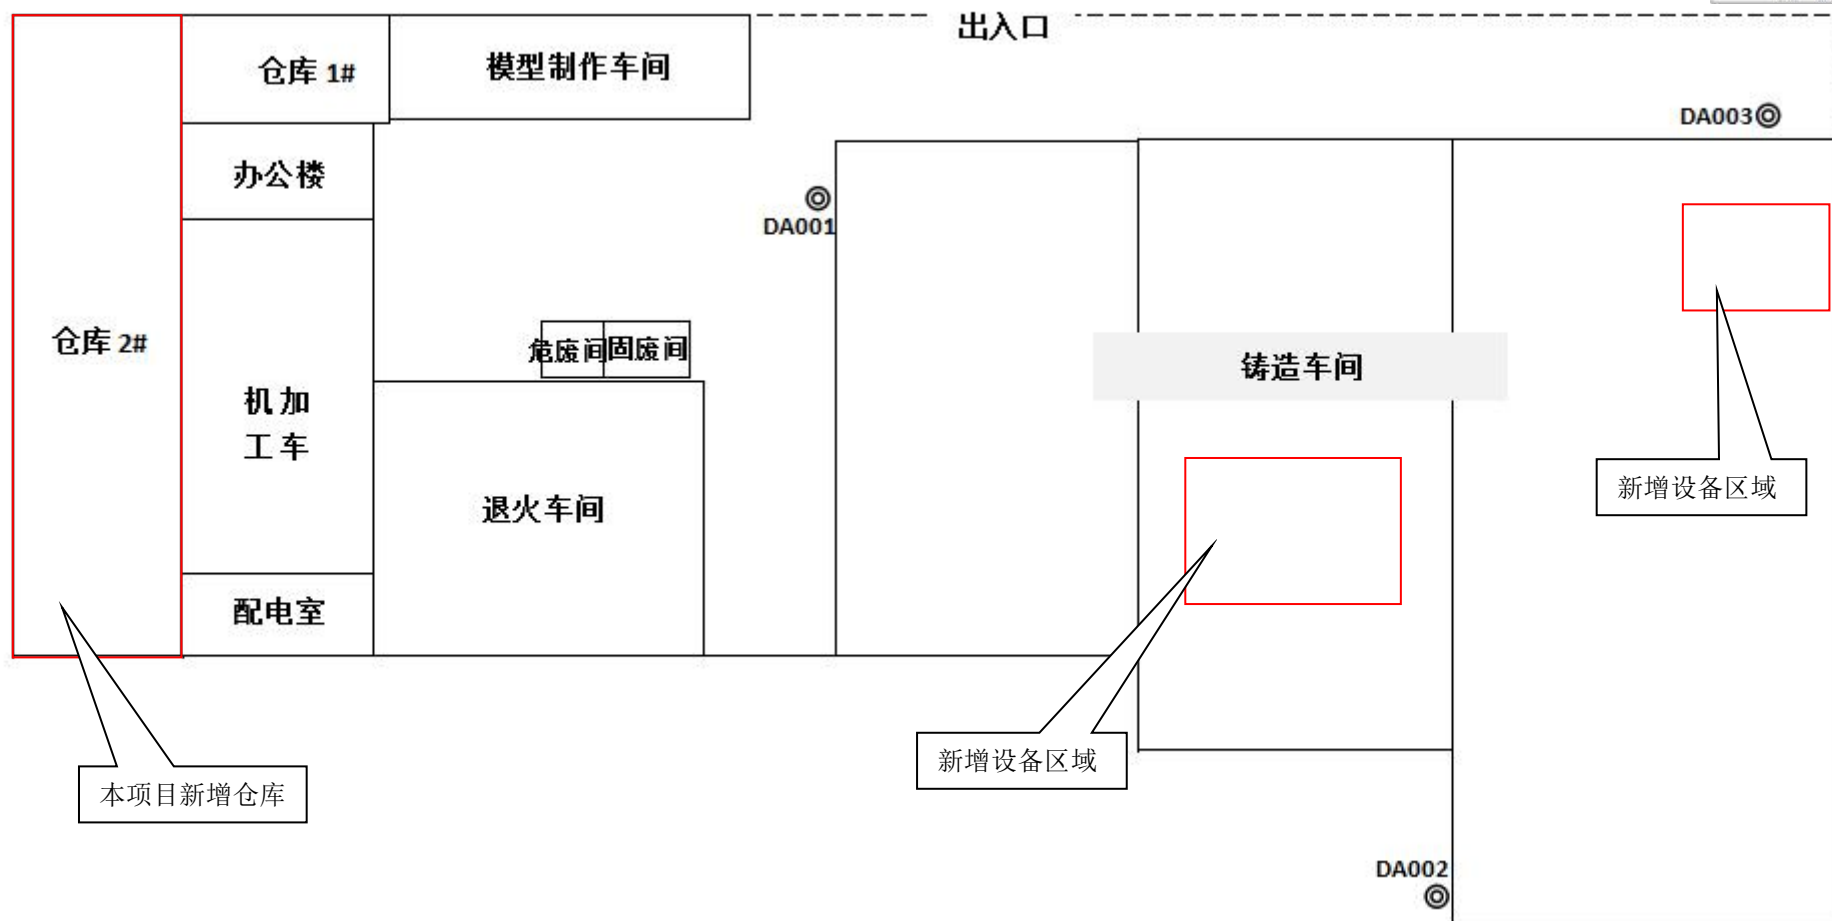 出入口
仓库 1#
模型制作车间
DA003
办公楼
DA001
仓库 2#
危废间
固废间
铸造车间
机加
工车
新增设备区域
退火车间
配电室
新增设备区域
本项目新增仓库
DA002